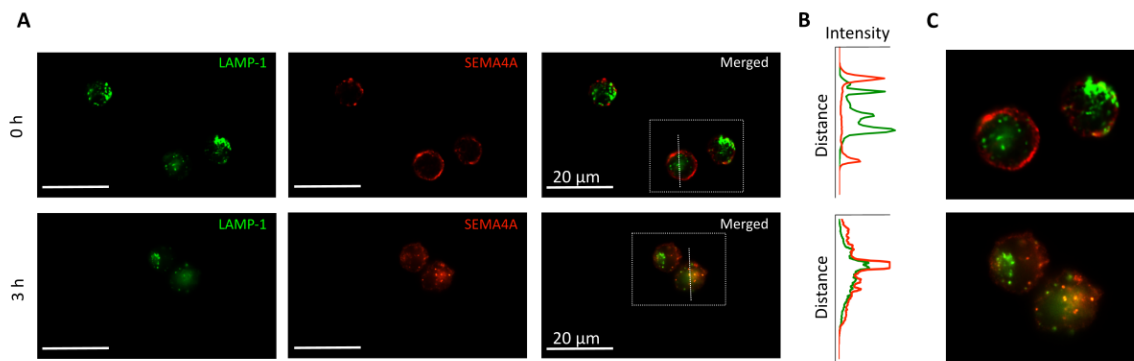 A
B
C
Intensity
LAMP-1
SEMA4A
Merged
0 h
20 µm
Distance
LAMP-1
SEMA4A
Merged
3 h
20 µm
Distance